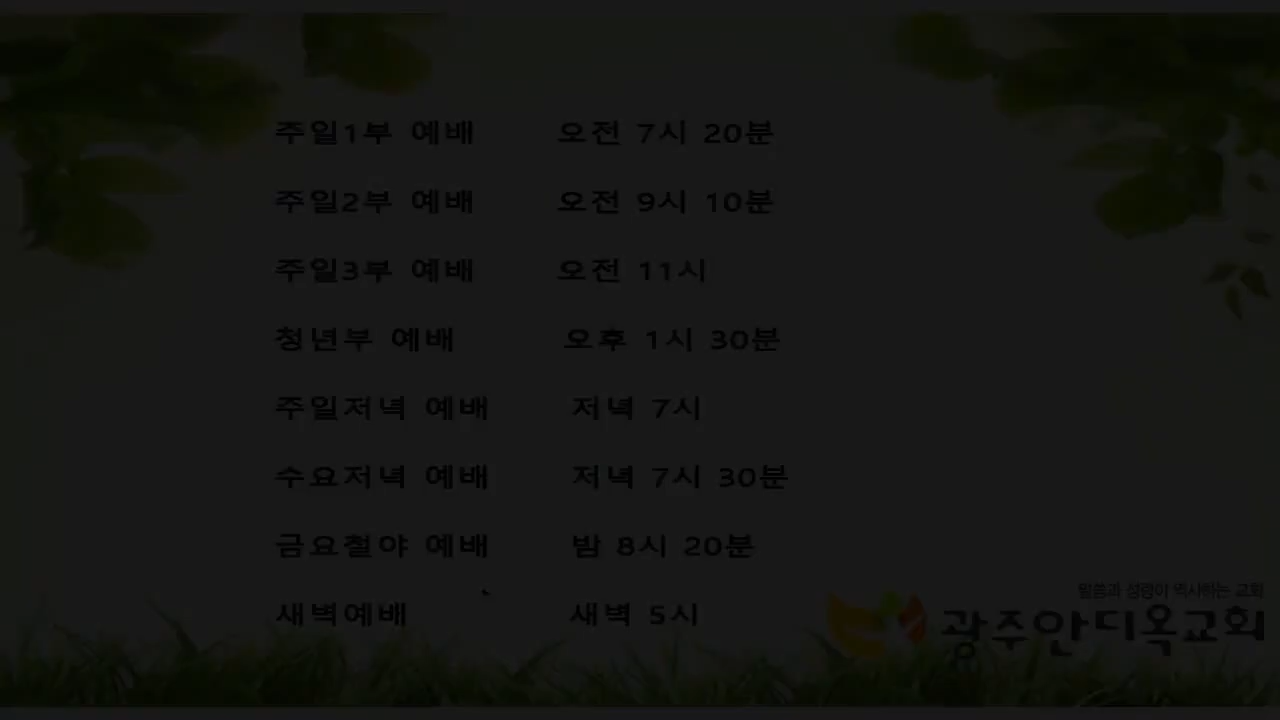 주일1부 예배 오전 7시 20분
주일2부 예배 오전 9시 10분
주일3부 예배 오전 11시
청년부 예배 오후 1시 30분
주일저녁 예배 저녁 7시
수요저녁 예배 저녁 7시 30분
금요철야 예배 밤 8시 20분
새벽예배 새벽 5시
말씀과 성령이 역사하는 교회
광주안디옥교회